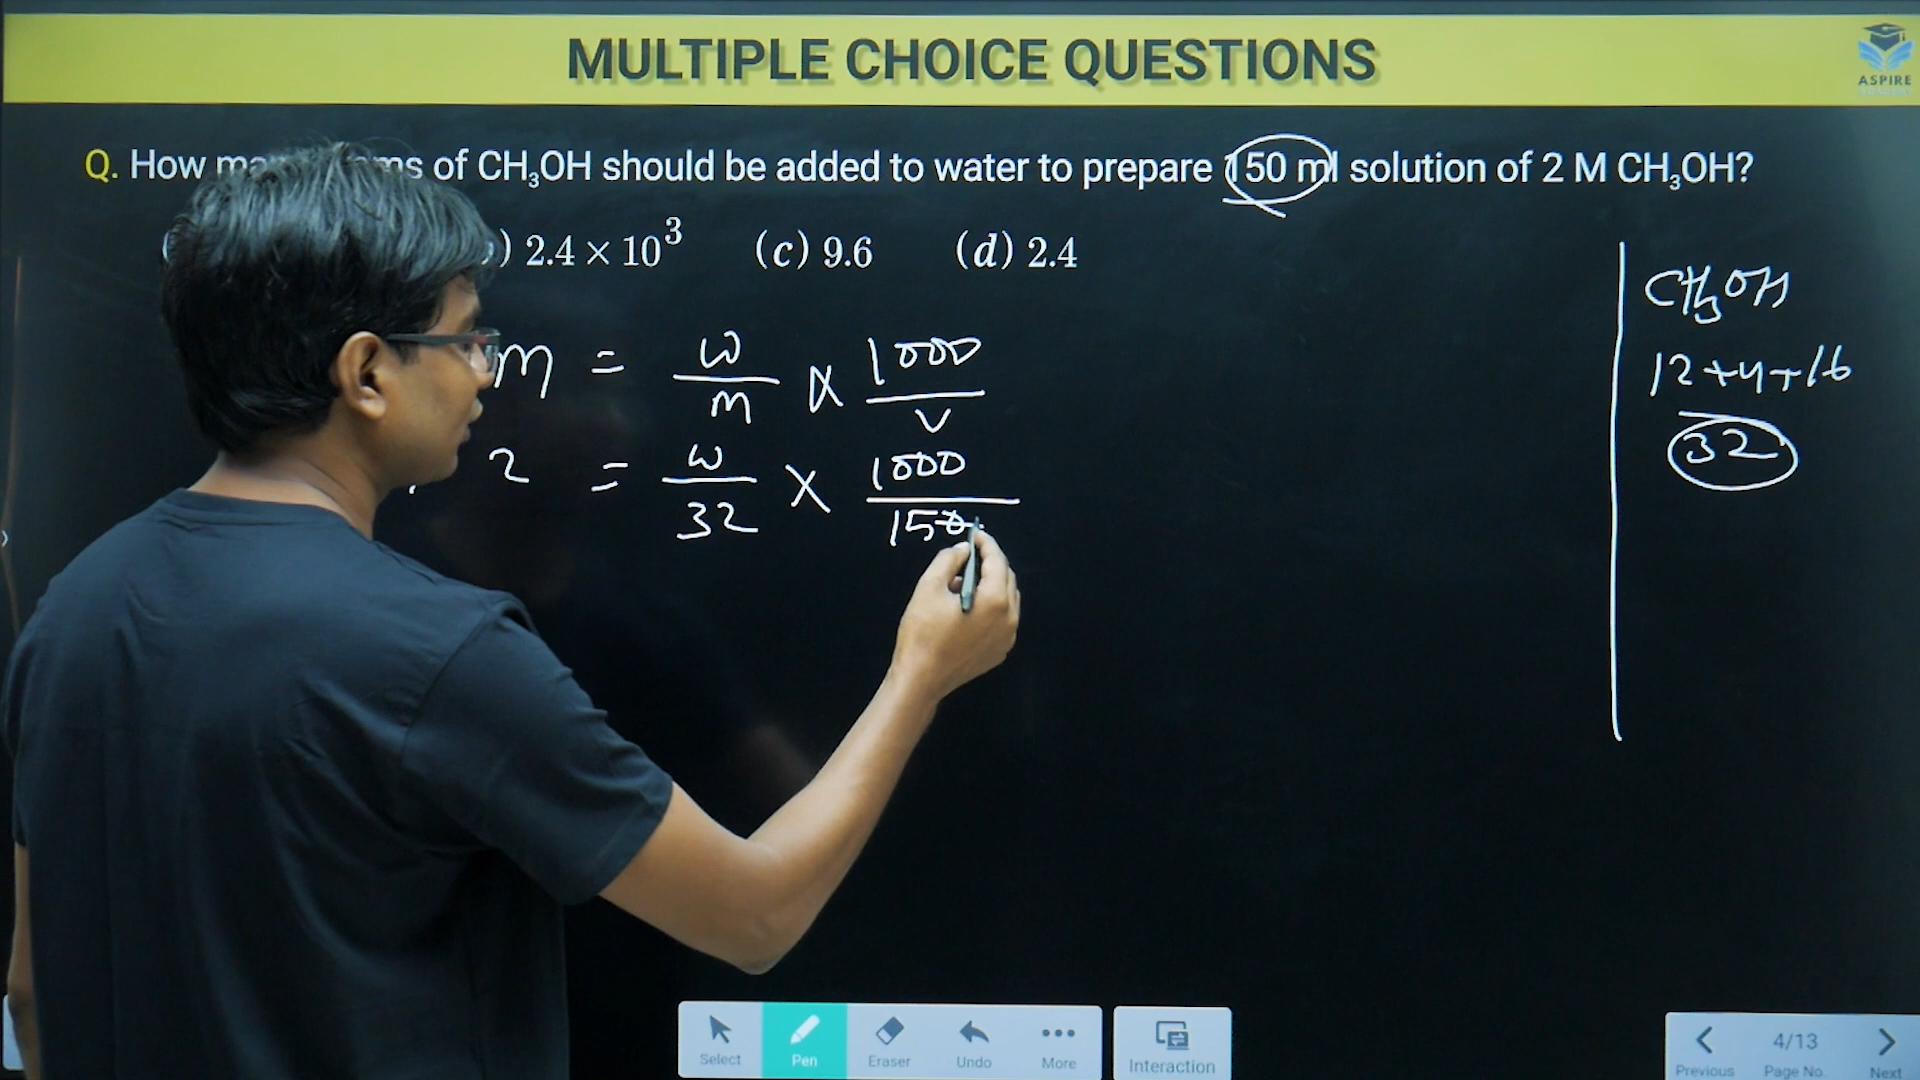 MULTIPLE CHOICE QUESTIONS
ASPIRE
Q. How ms of CH₃OH should be added to water to prepare 150 ml solution of 2 M CH₃OH?
) 2.4 × 10³ (c) 9.6 (d) 2.4
m = w/m × 1000/v
2 = w/32 × 1000/150
CH₃OH
12+4+16
32
Select Pen Eraser Undo More Interaction
4/13
Previous Page No. Next